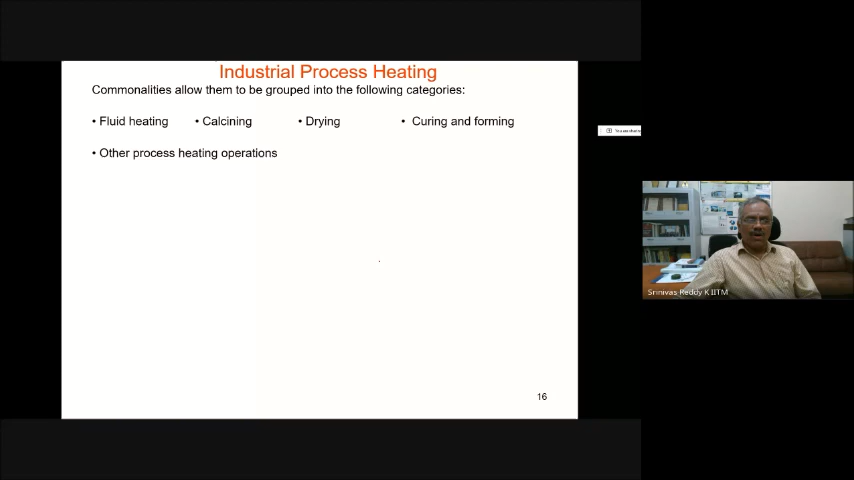 Industrial Process Heating
Commonalities allow them to be grouped into the following categories:
• Fluid heating • Calcining • Drying • Curing and forming
• Other process heating operations
16
Srinivas Reddy K IITM